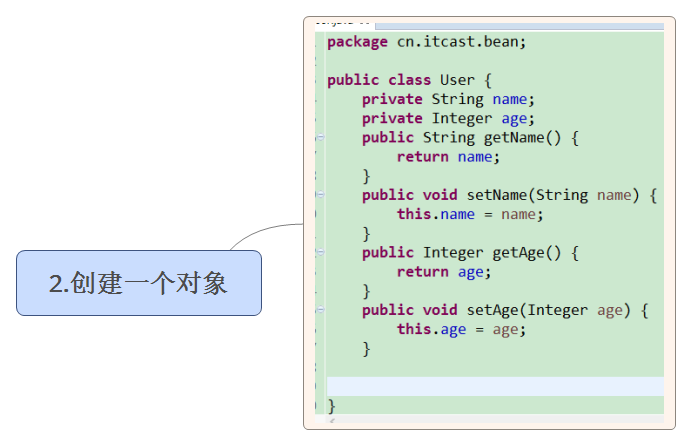 2.创建一个对象
package cn.itcast.bean;
public class User {
private String name;
private Integer age;
public String getName() {
return name;
}
public void setName(String name) {
this.name = name;
}
public Integer getAge() {
return age;
}
public void setAge(Integer age) {
this.age = age;
}
}